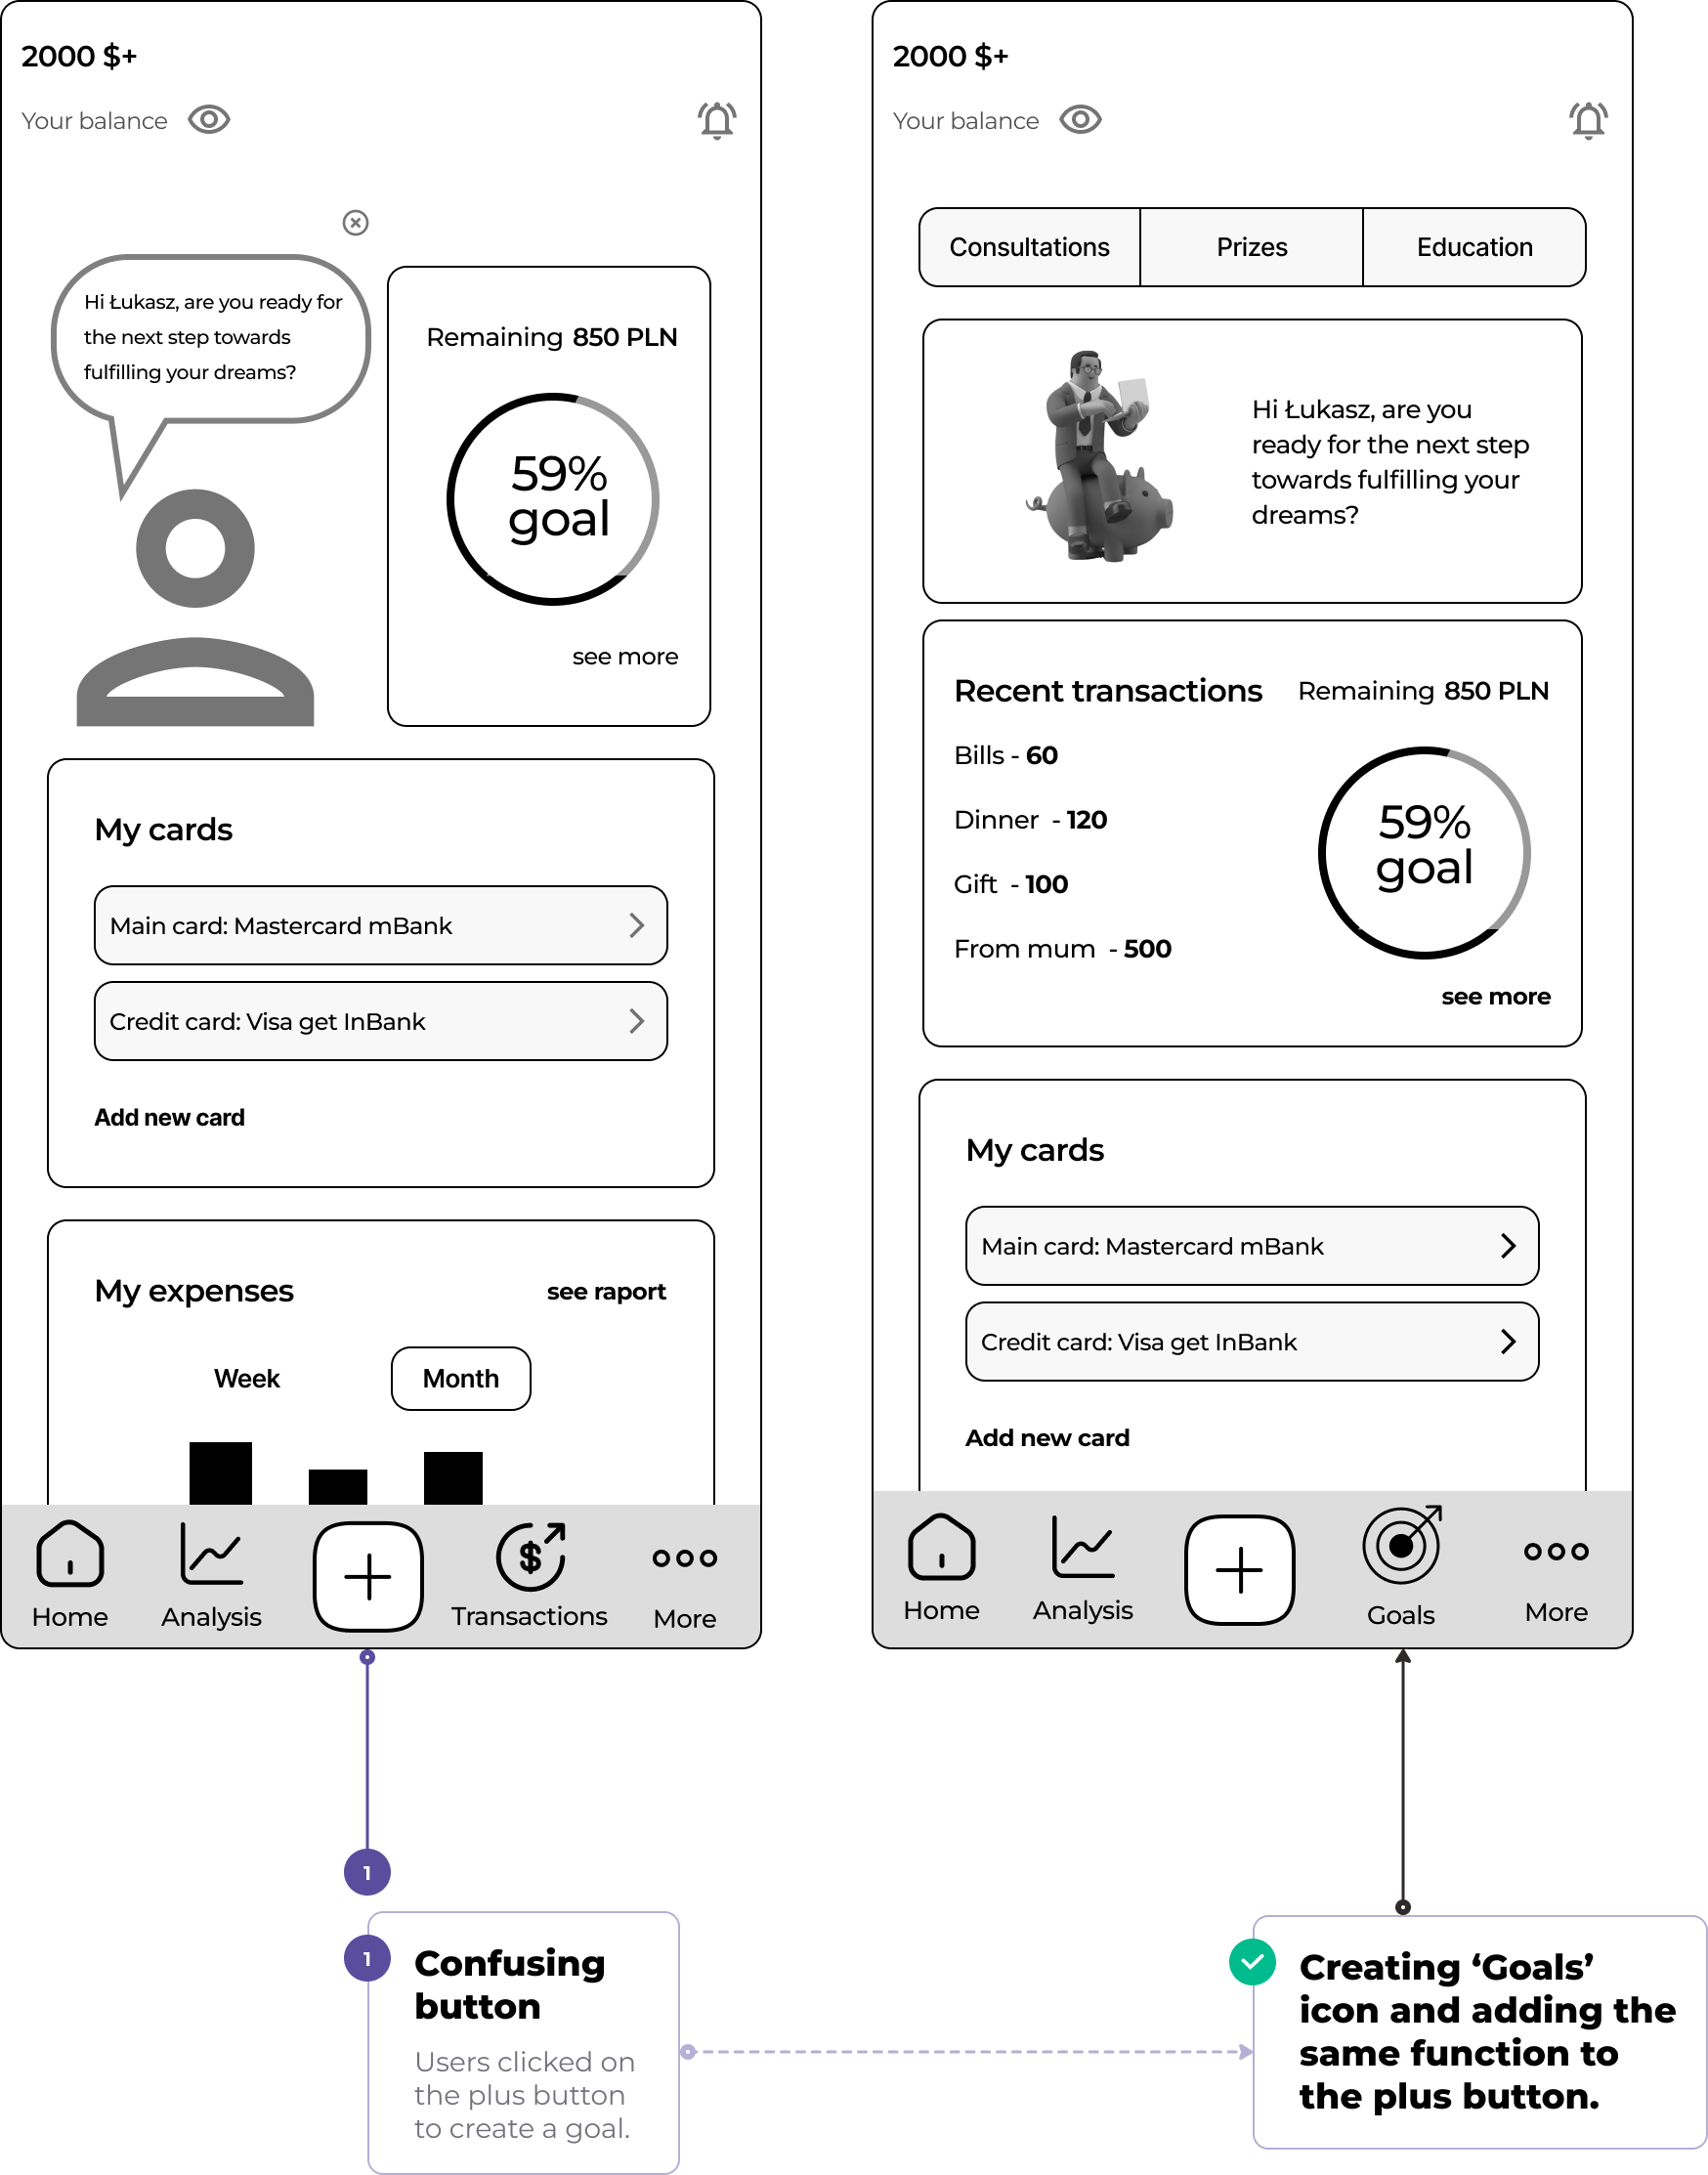 2000 $+
Your balance
Hi Łukasz, are you ready for
the next step towards
fulfilling your dreams?
Remaining 850 PLN
59%
goal
see more
My cards
Main card: Mastercard mBank
Credit card: Visa get InBank
Add new card
My expenses
see raport
Week
Month
Home
Analysis
Transactions
More
2000 $+
Your balance
Consultations
Prizes
Education
Hi Łukasz, are you
ready for the next step
towards fulfilling your
dreams?
Recent transactions
Remaining 850 PLN
Bills - 60
Dinner - 120
Gift - 100
From mum - 500
59%
goal
see more
My cards
Main card: Mastercard mBank
Credit card: Visa get InBank
Add new card
Home
Analysis
Goals
More
1
1
Confusing
button
Users clicked on
the plus button
to create a goal.
Creating ‘Goals’
icon and adding the
same function to
the plus button.